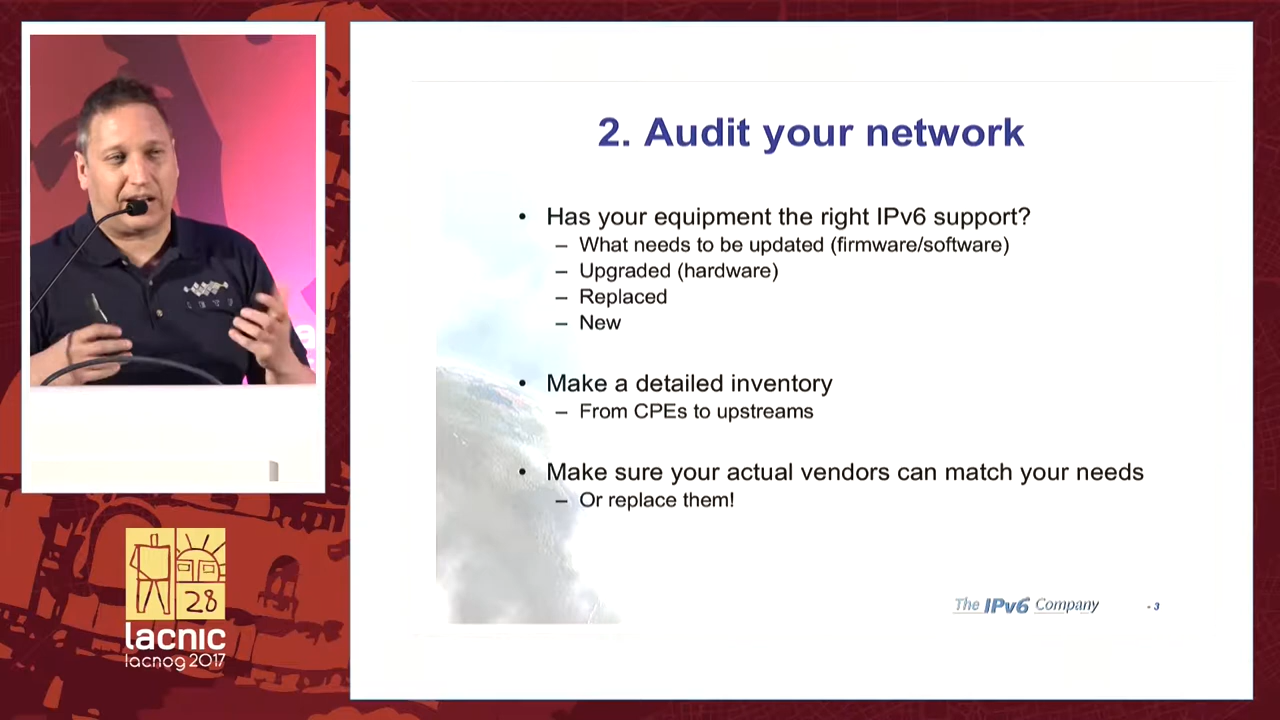 2. Audit your network
• Has your equipment the right IPv6 support?
– What needs to be updated (firmware/software)
– Upgraded (hardware)
– Replaced
– New
• Make a detailed inventory
– From CPEs to upstreams
• Make sure your actual vendors can match your needs
– Or replace them!
The IPv6 Company
- 3
28
lacnic
lacnog 2017